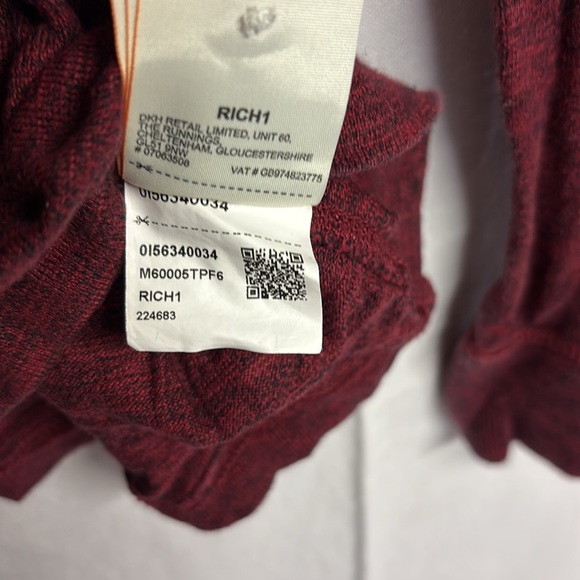 RICH1
DKH RETAIL LIMITED, UNIT 60,
THE RUNNINGS,
CHELTENHAM, GLOUCESTERSHIRE
GL51 9NW
# 07063508
VAT # GB974823775
0I56340034
0I56340034
M60005TPF6
RICH1
224683